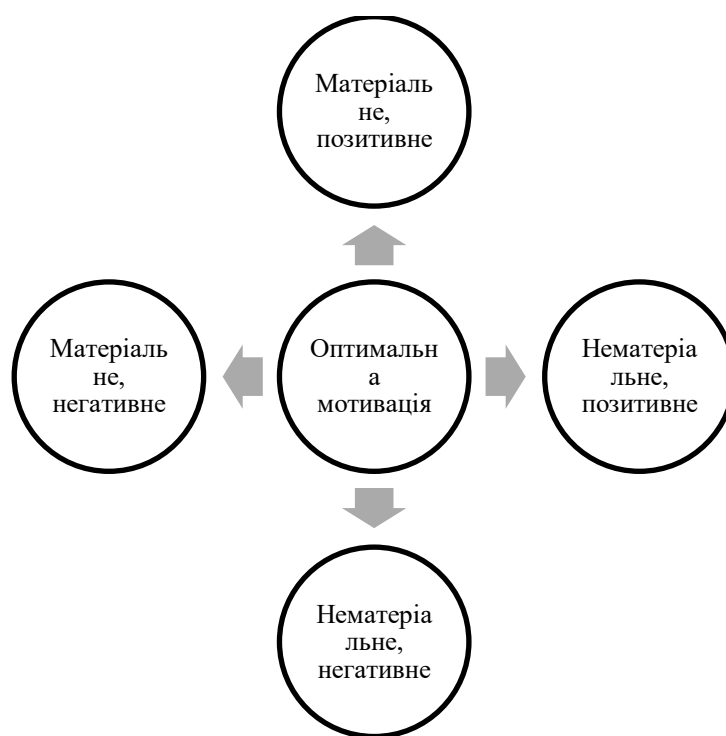 Матеріаль
не,
позитивне
Матеріаль
не,
негативне
Оптимальн
а
мотивація
Нематеріа
льне,
позитивне
Нематеріа
льне,
негативне